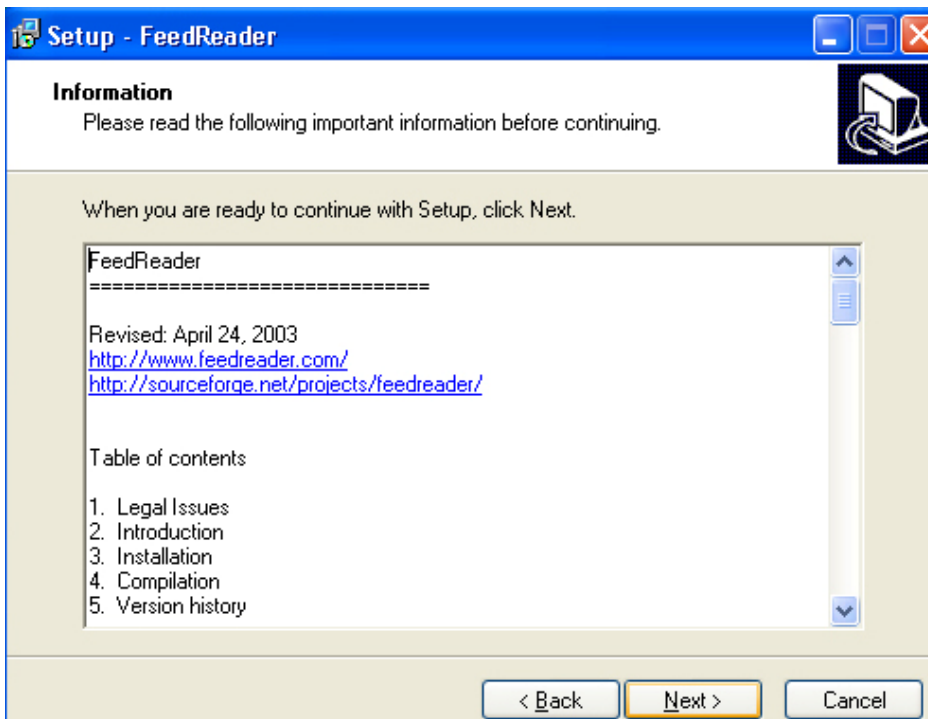 Setup - FeedReader
Information
Please read the following important information before continuing.
When you are ready to continue with Setup, click Next.
FeedReader
==============================
Revised: April 24, 2003
http://www.feedreader.com/
http://sourceforge.net/projects/feedreader/
Table of contents
1. Legal Issues
2. Introduction
3. Installation
4. Compilation
5. Version history
< Back
Next >
Cancel